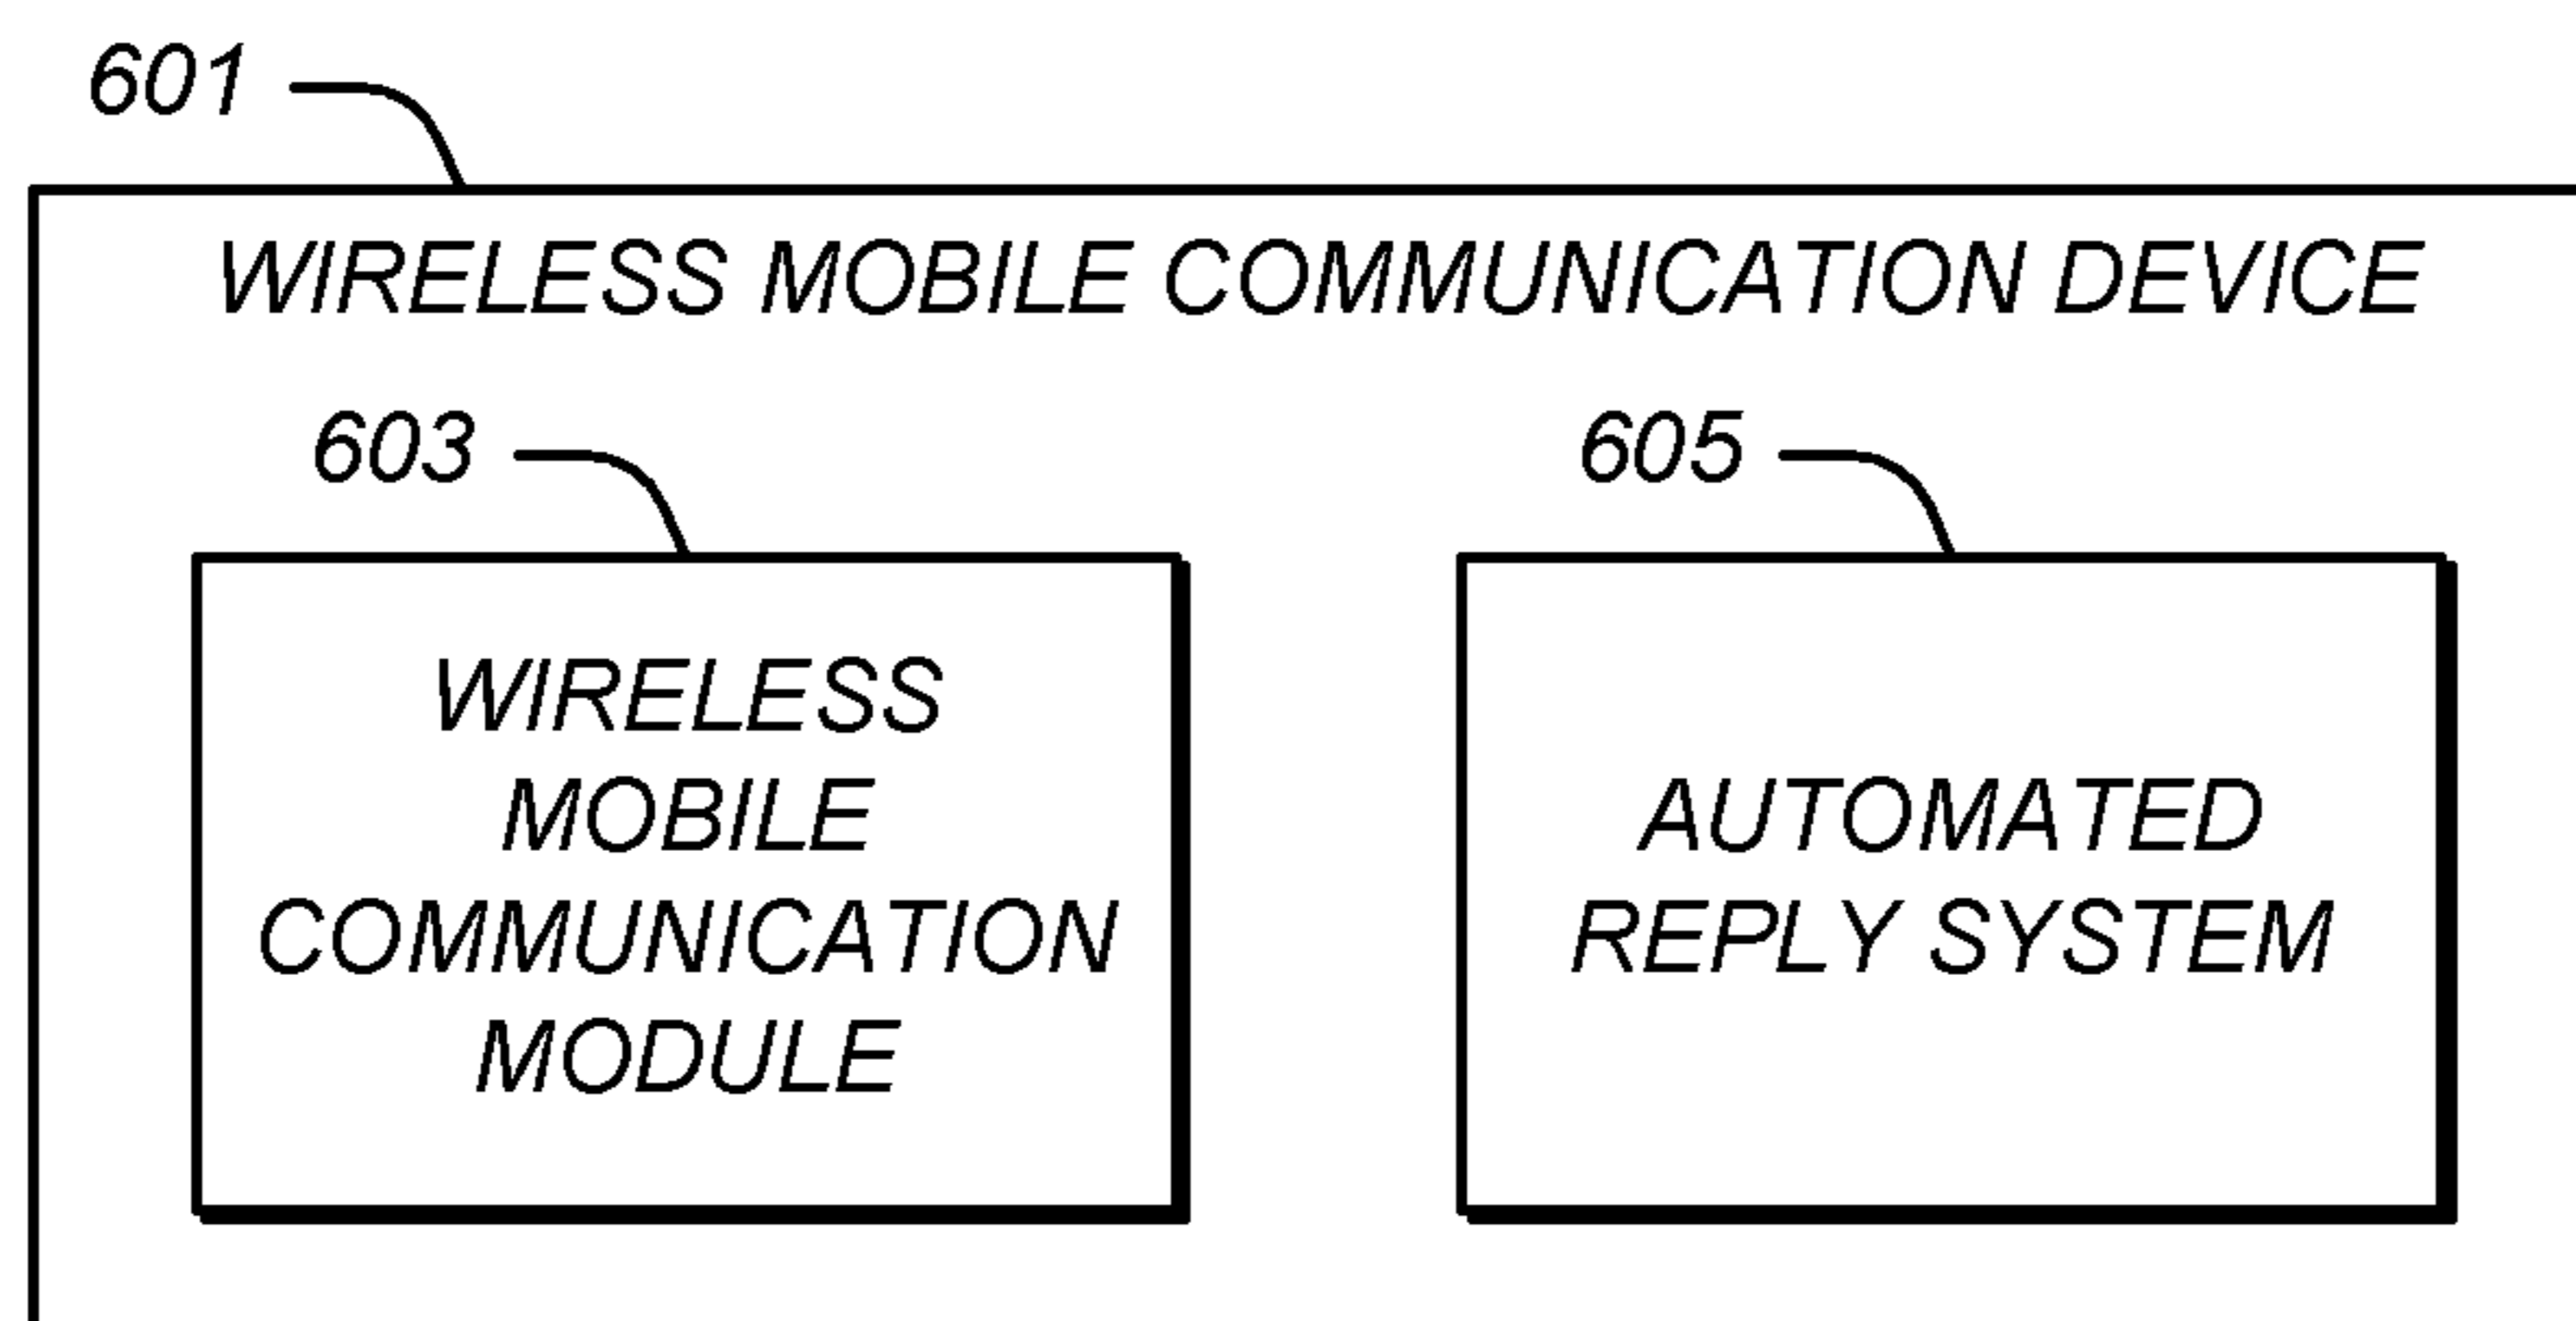 601
WIRELESS MOBILE COMMUNICATION DEVICE
603
WIRELESS
MOBILE
COMMUNICATION
MODULE
605
AUTOMATED
REPLY SYSTEM